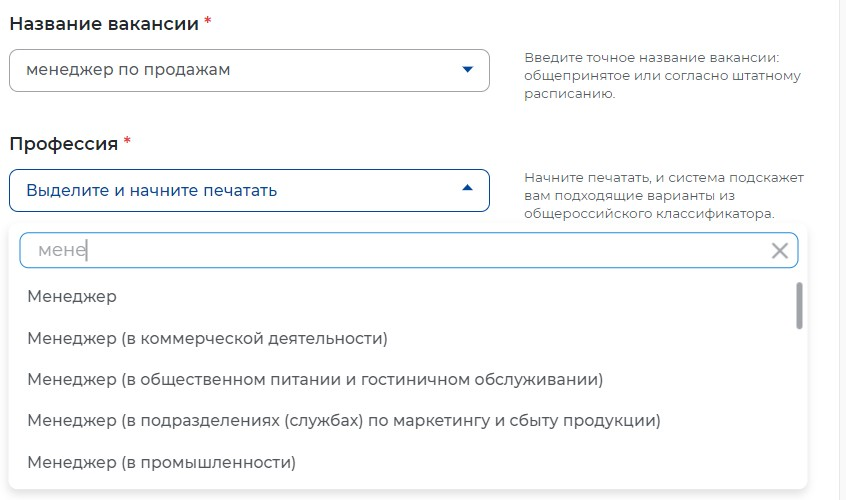 Название вакансии *
менеджер по продажам
Введите точное название вакансии:
общепринятое или согласно штатному
расписанию.
Профессия *
Выделите и начните печатать
Начните печатать, и система подскажет
вам подходящие варианты из
общероссийского классификатора.
мене
Менеджер
Менеджер (в коммерческой деятельности)
Менеджер (в общественном питании и гостиничном обслуживании)
Менеджер (в подразделениях (службах) по маркетингу и сбыту продукции)
Менеджер (в промышленности)